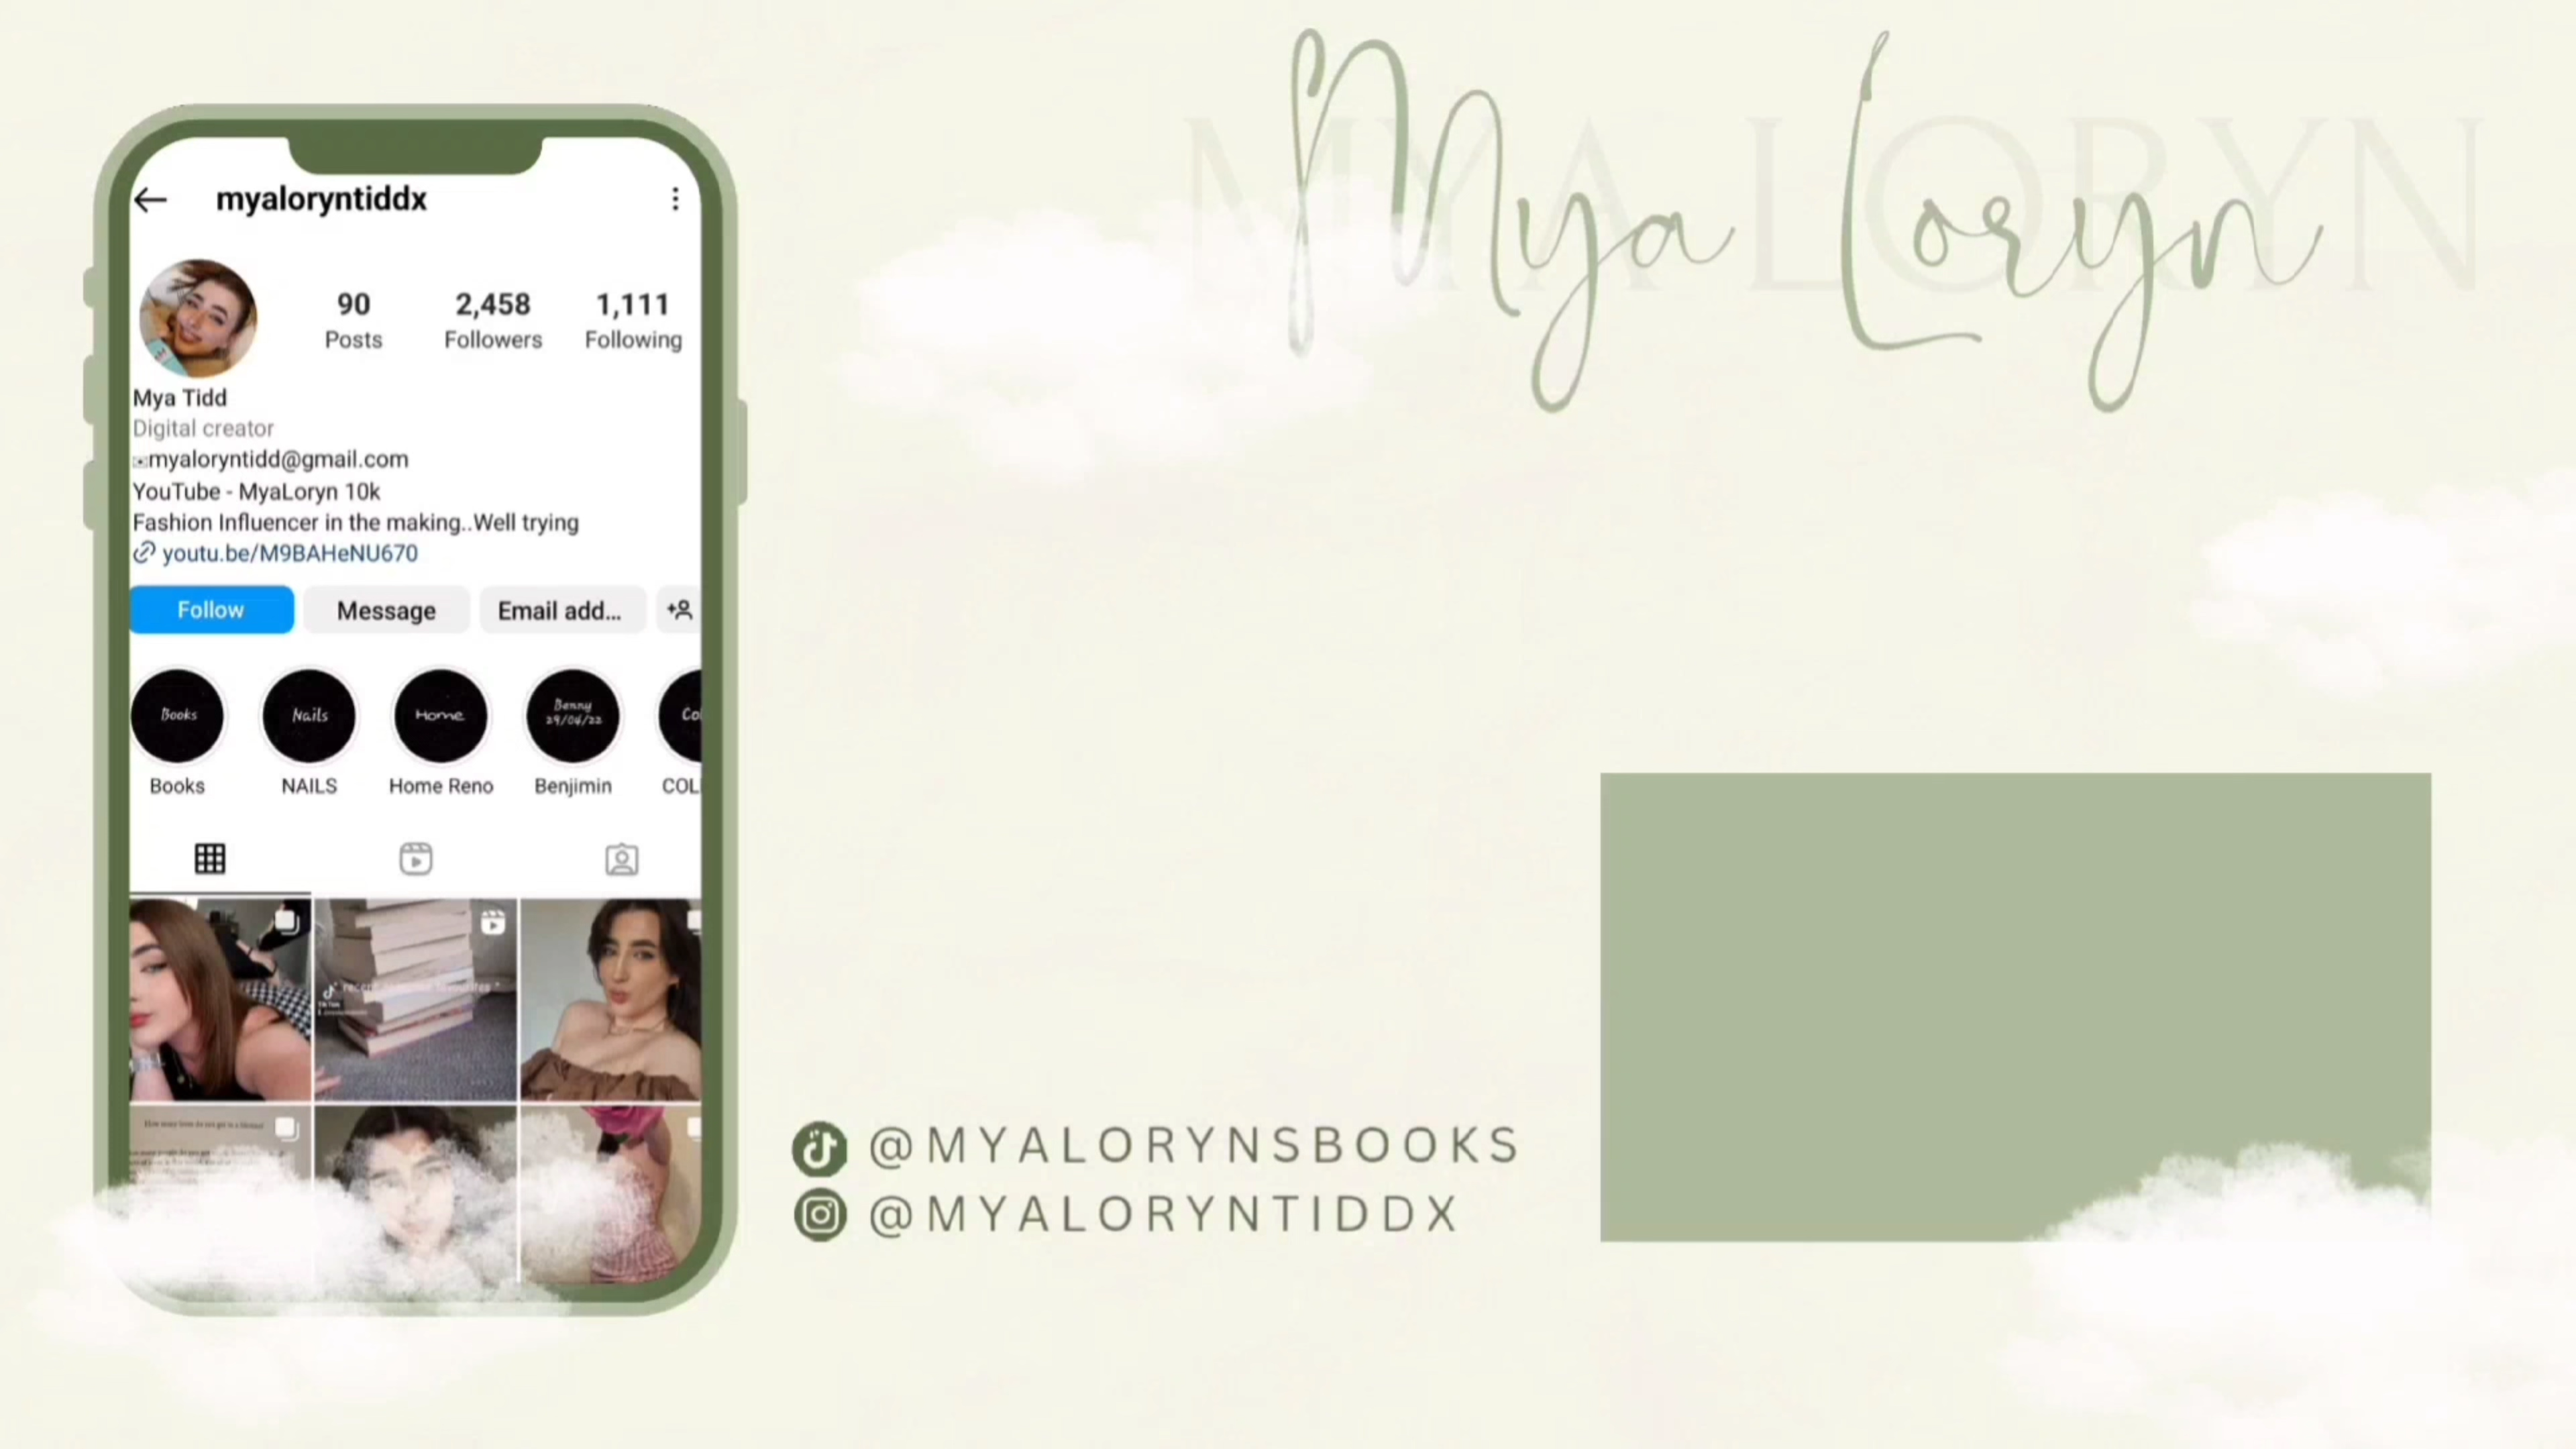 Mya Loryn
MYA LORYN
myaloryntiddx
90
Posts
2,458
Followers
1,111
Following
Mya Tidd
Digital creator
myaloryntidd@gmail.com
YouTube - MyaLoryn 10k
Fashion Influencer in the making..Well trying
youtu.be/M9BAHeNU670
Follow
Message
Email add...
Books
Nails
Home
Benny
29/04/22
Books
NAILS
Home Reno
Benjimin
@MYALORYNSBOOKS
@MYALORYNTIDDX